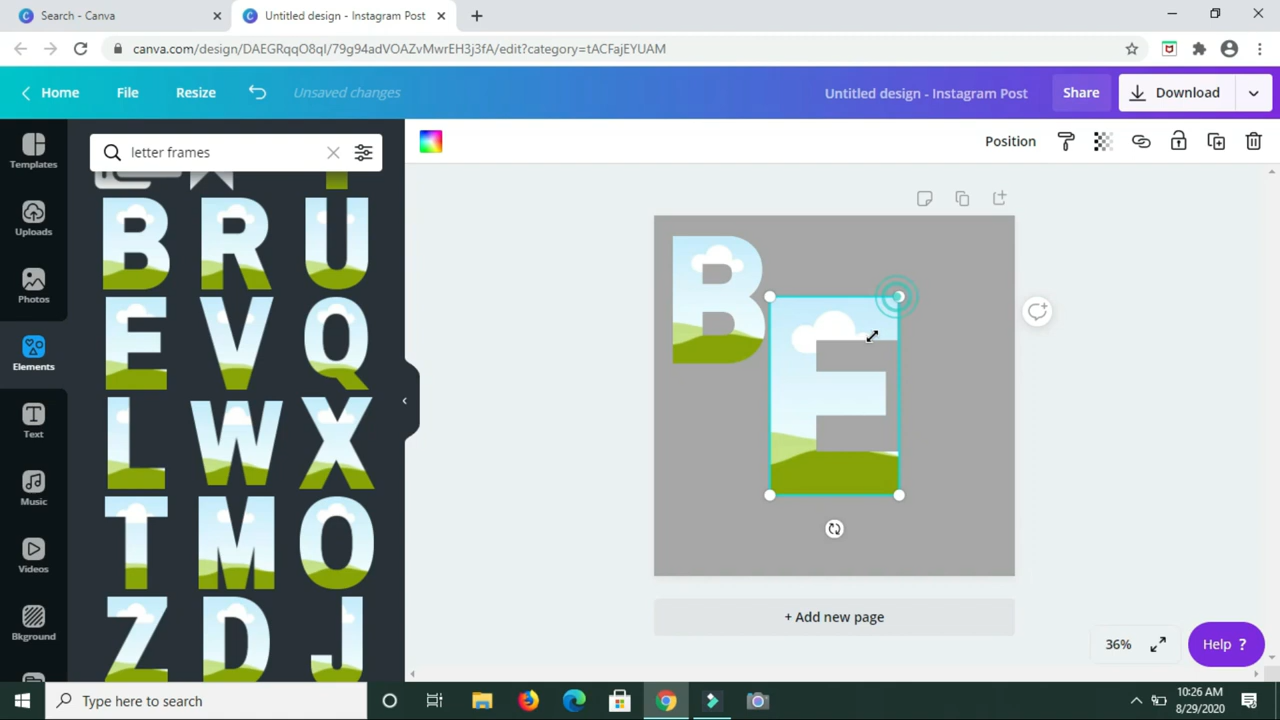 Search - Canva
Untitled design - Instagram Post
canva.com/design/DAEGRqqO8qI/79g94adVOAZvMwrEH3j3fA/edit?category=tACFajEYUAM
Home
File
Resize
Unsaved changes
Untitled design - Instagram Post
Share
Download
Templates
Uploads
Photos
Elements
Text
Music
Videos
Bkground
letter frames
Position
B R U
E V Q
L W X
T M O
Z D J
B
E
+ Add new page
36%
Help ?
Type here to search
10:26 AM
8/29/2020